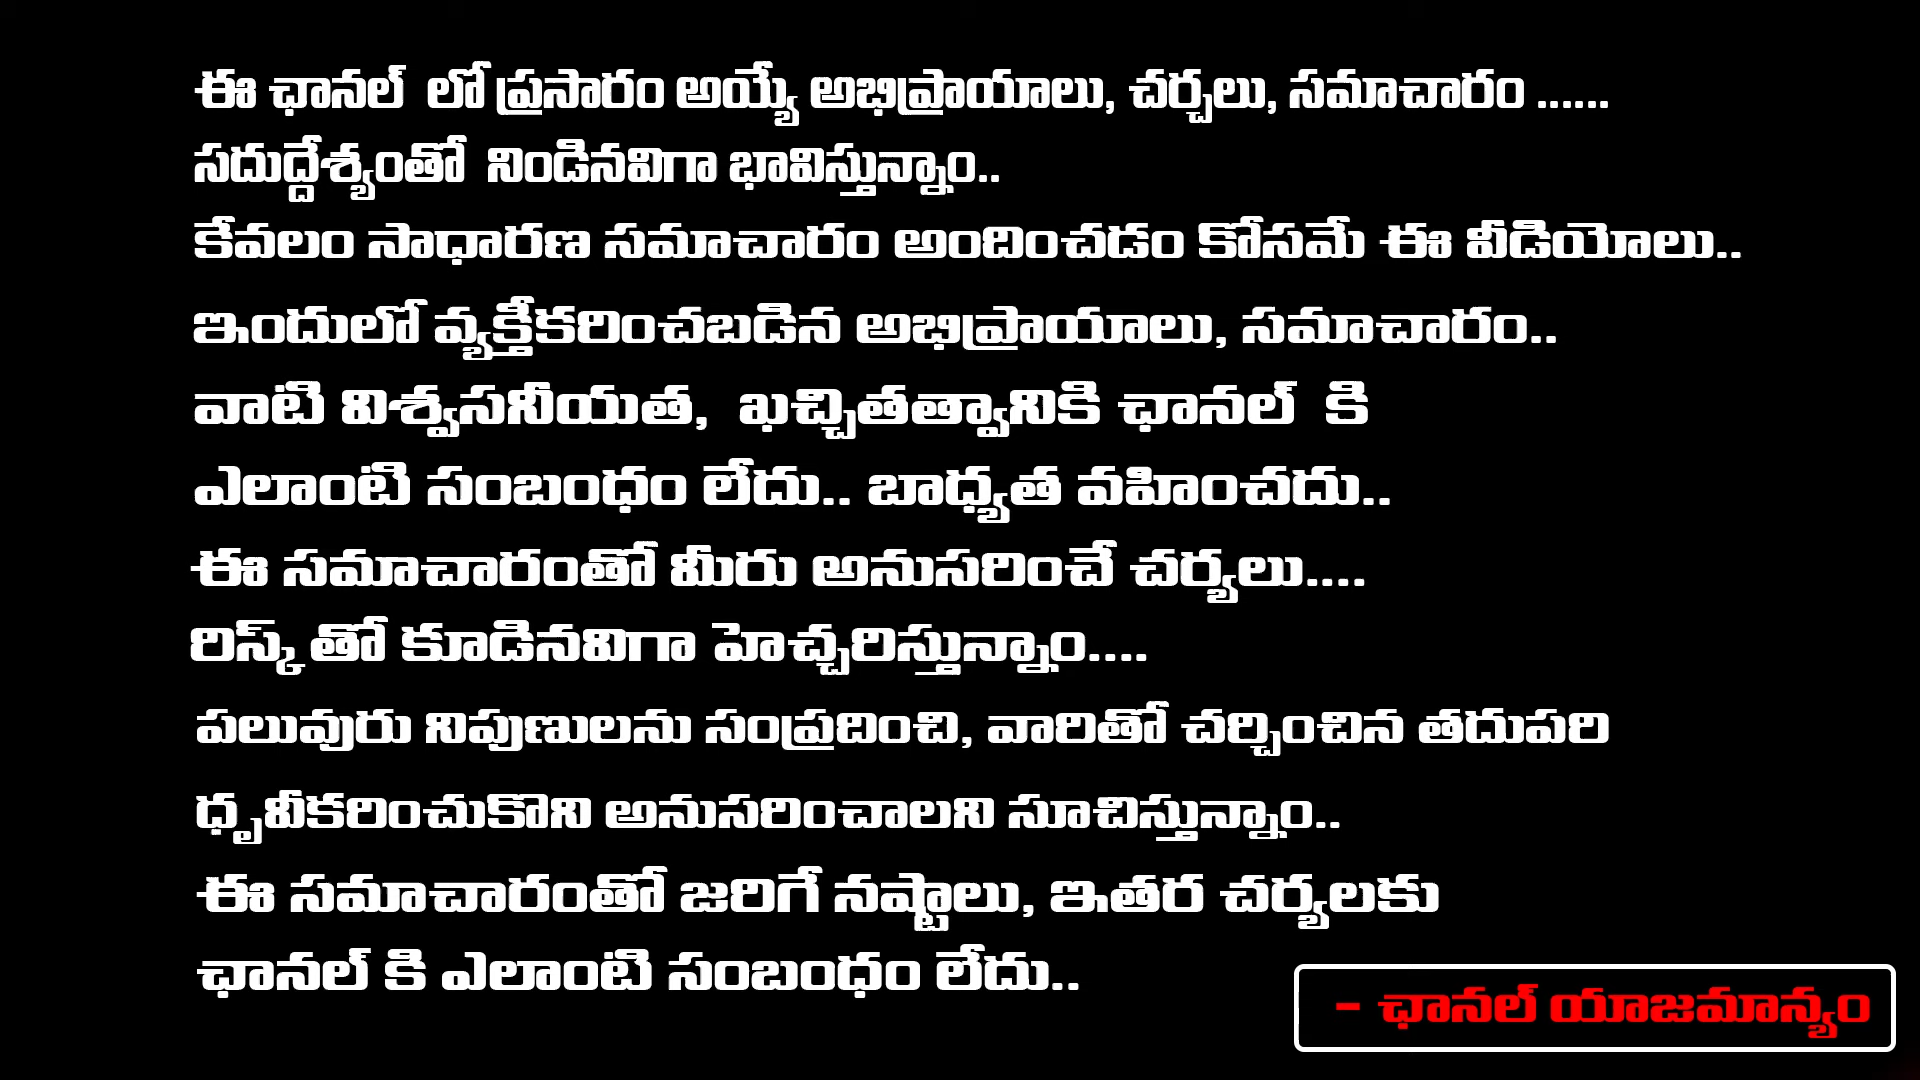 ఈ ఛానల్ లో ప్రసారం అయ్యే అభిప్రాయాలు, చర్చలు, సమాచారం ......
సదుద్దేశ్యంతో నిండినవిగా భావిస్తున్నాం..
కేవలం సాధారణ సమాచారం అందించడం కోసమే ఈ వీడియోలు..
ఇందులో వ్యక్తీకరించబడిన అభిప్రాయాలు, సమాచారం..
వాటి విశ్వసనీయత, ఖచ్చితత్వానికి ఛానల్ కి
ఎలాంటి సంబంధం లేదు.. బాధ్యత వహించదు..
ఈ సమాచారంతో మీరు అనుసరించే చర్యలు....
రిస్క్ తో కూడినవిగా హెచ్చరిస్తున్నాం....
పలువురు నిపుణులను సంప్రదించి, వారితో చర్చించిన తదుపరి
ధృవీకరించుకొని అనుసరించాలని సూచిస్తున్నాం..
ఈ సమాచారంతో జరిగే నష్టాలు, ఇతర చర్యలకు
ఛానల్ కి ఎలాంటి సంబంధం లేదు..
- ఛానల్ యాజమాన్యం